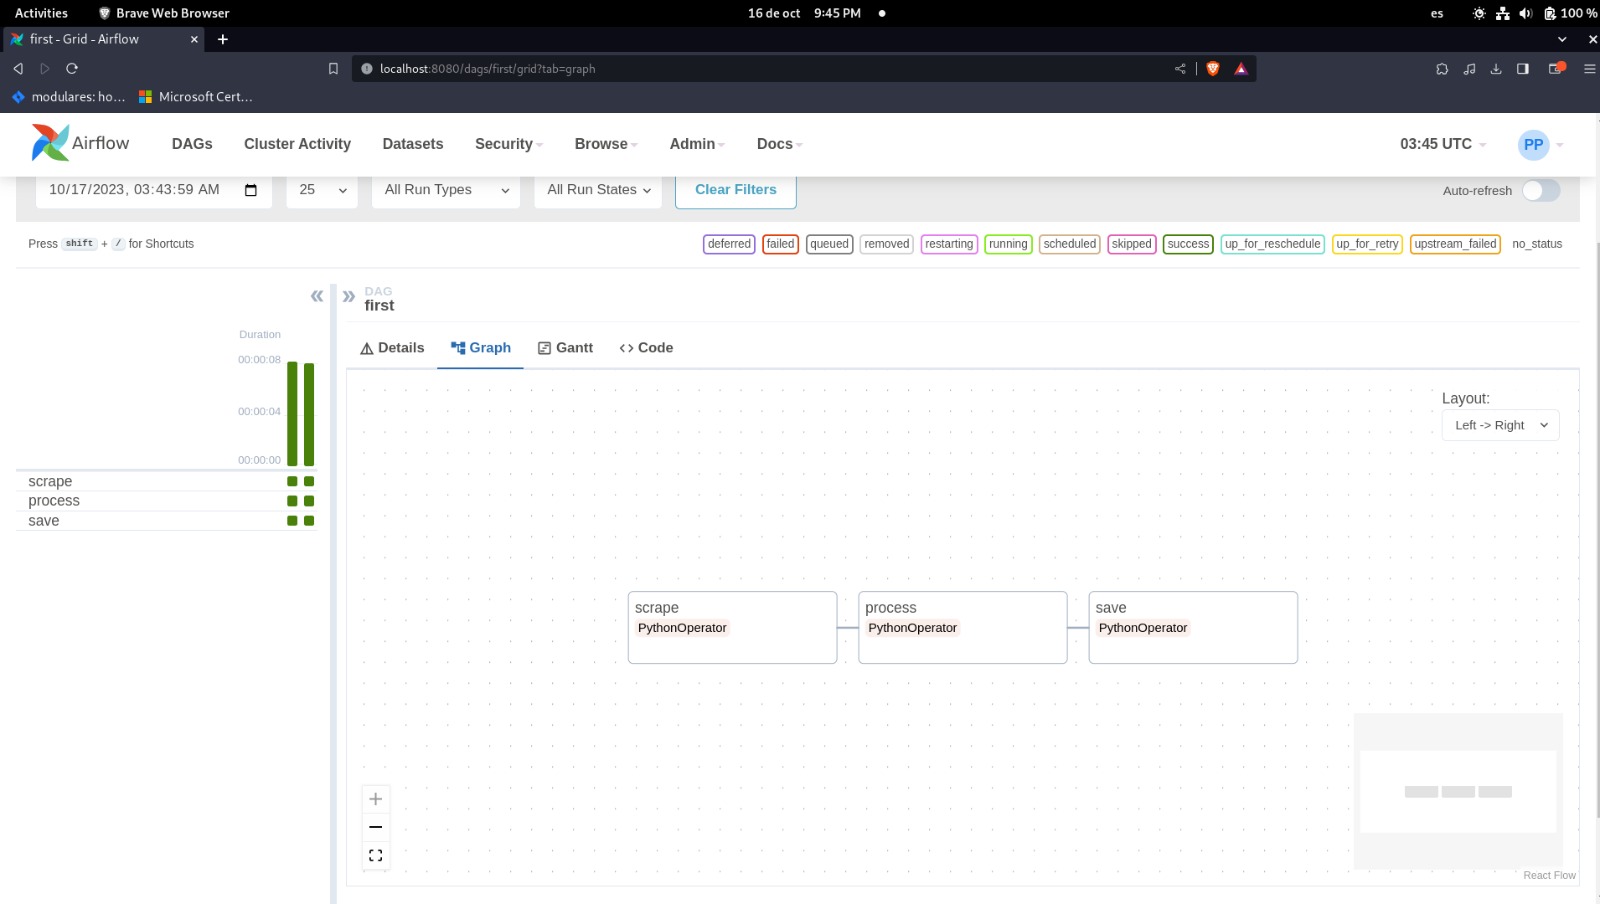 Activities Brave Web Browser 16 de oct 9:45 PM es 100 %
first - Grid - Airflow
localhost:8080/dags/first/grid?tab=graph
modulares: ho... Microsoft Cert...
Airflow DAGs Cluster Activity Datasets Security Browse Admin Docs 03:45 UTC PP
10/17/2023, 03:43:59 AM 25 All Run Types All Run States Clear Filters Auto-refresh
Press shift + / for Shortcuts deferred failed queued removed restarting running scheduled skipped success up_for_reschedule up_for_retry upstream_failed no_status
DAG
first
Duration
00:00:08
00:00:04
00:00:00
scrape
process
save
Details Graph Gantt Code
Layout:
Left -> Right
scrape
PythonOperator
process
PythonOperator
save
PythonOperator
React Flow